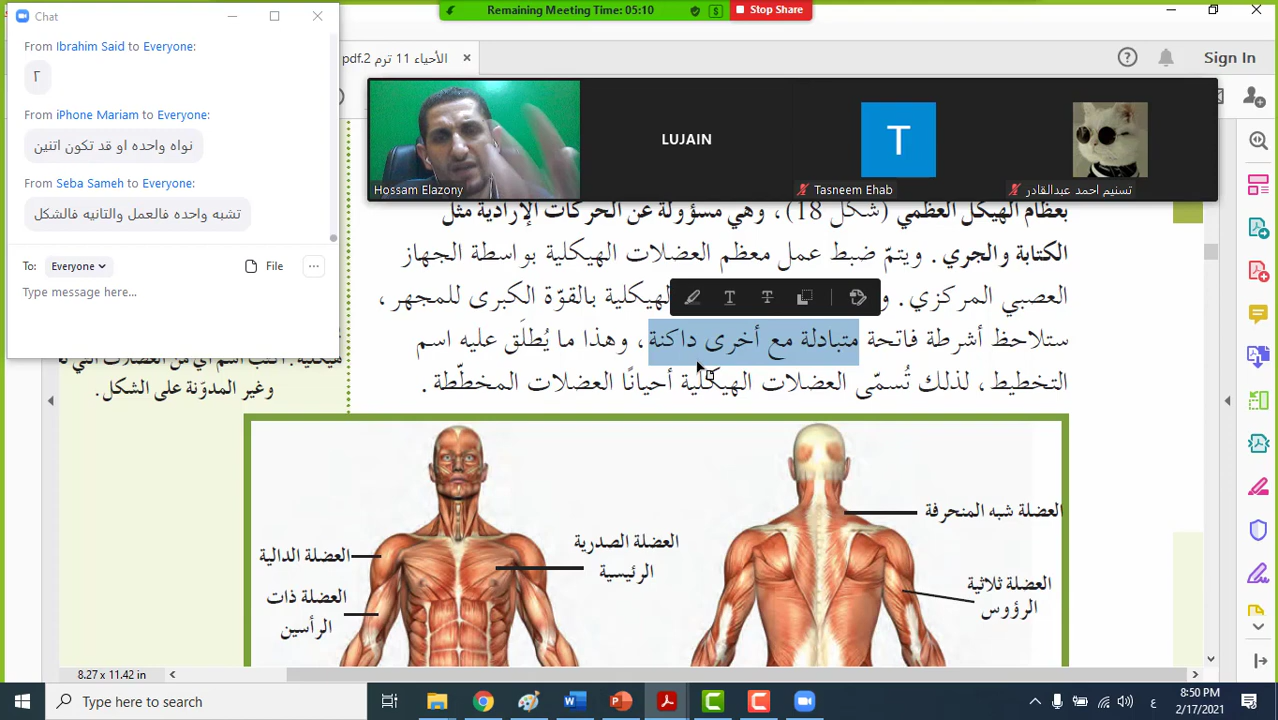 Chat
From Ibrahim Said to Everyone:
٢
From iPhone Mariam to Everyone:
نواه واحده او قد تكون اتنين
From Seba Sameh to Everyone:
تشبه واحده فالعمل والتانيه فالشكل
To: Everyone
File
Type message here...
Remaining Meeting Time: 05:10
Stop Share
الأحياء 11 ترم 2.pdf
Sign In
Hossam Elazony
LUJAIN
T
Tasneem Ehab
تسنيم احمد عبدالقادر
بعظام الهيكل العظمي (شكل 18)، وهي مسؤولة عن الحركات الإرادية مثل
الكتابة والجري. ويتمّ ضبط عمل معظم العضلات الهيكلية بواسطة الجهاز
العصبي المركزي. و لهيكلية بالقوّة الكبرى للمجهر،
ستلاحظ أشرطة فاتحة متبادلة مع أخرى داكنة، وهذا ما يُطلَق عليه اسم
التخطيط، لذلك تُسمّى العضلات الهيكلية أحيانًا العضلات المخطّطة.
وغير المدوّنة على الشكل.
العضلة الدالية
العضلة ذات
الرأسين
العضلة الصدرية
الرئيسية
العضلة شبه المنحرفة
العضلة ثلاثية
الرؤوس
8.27 x 11.42 in
Type here to search
ع
8:50 PM
2/17/2021